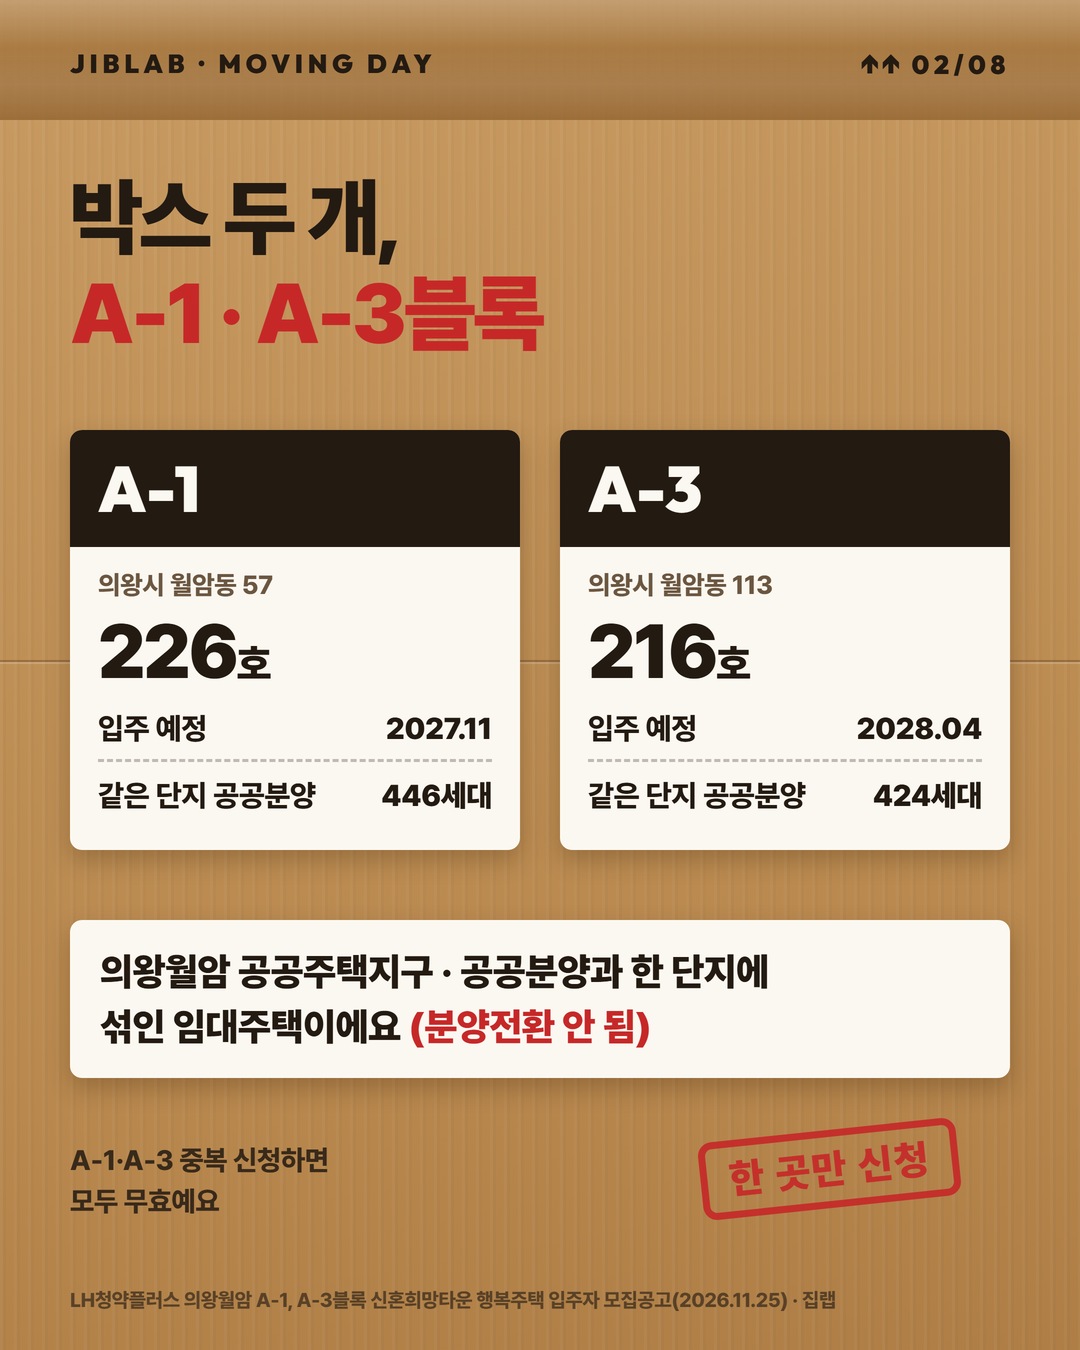 JIBLAB · MOVING DAY
↑↑ 02/08
박스 두 개,
A-1 · A-3블록
A-1
의왕시 월암동 57
226호
입주 예정 2027.11
같은 단지 공공분양 446세대
A-3
의왕시 월암동 113
216호
입주 예정 2028.04
같은 단지 공공분양 424세대
의왕월암 공공주택지구 · 공공분양과 한 단지에
섞인 임대주택이에요 (분양전환 안 됨)
A-1·A-3 중복 신청하면
모두 무효예요
한 곳만 신청
LH청약플러스 의왕월암 A-1, A-3블록 신혼희망타운 행복주택 입주자 모집공고(2026.11.25) · 집랩